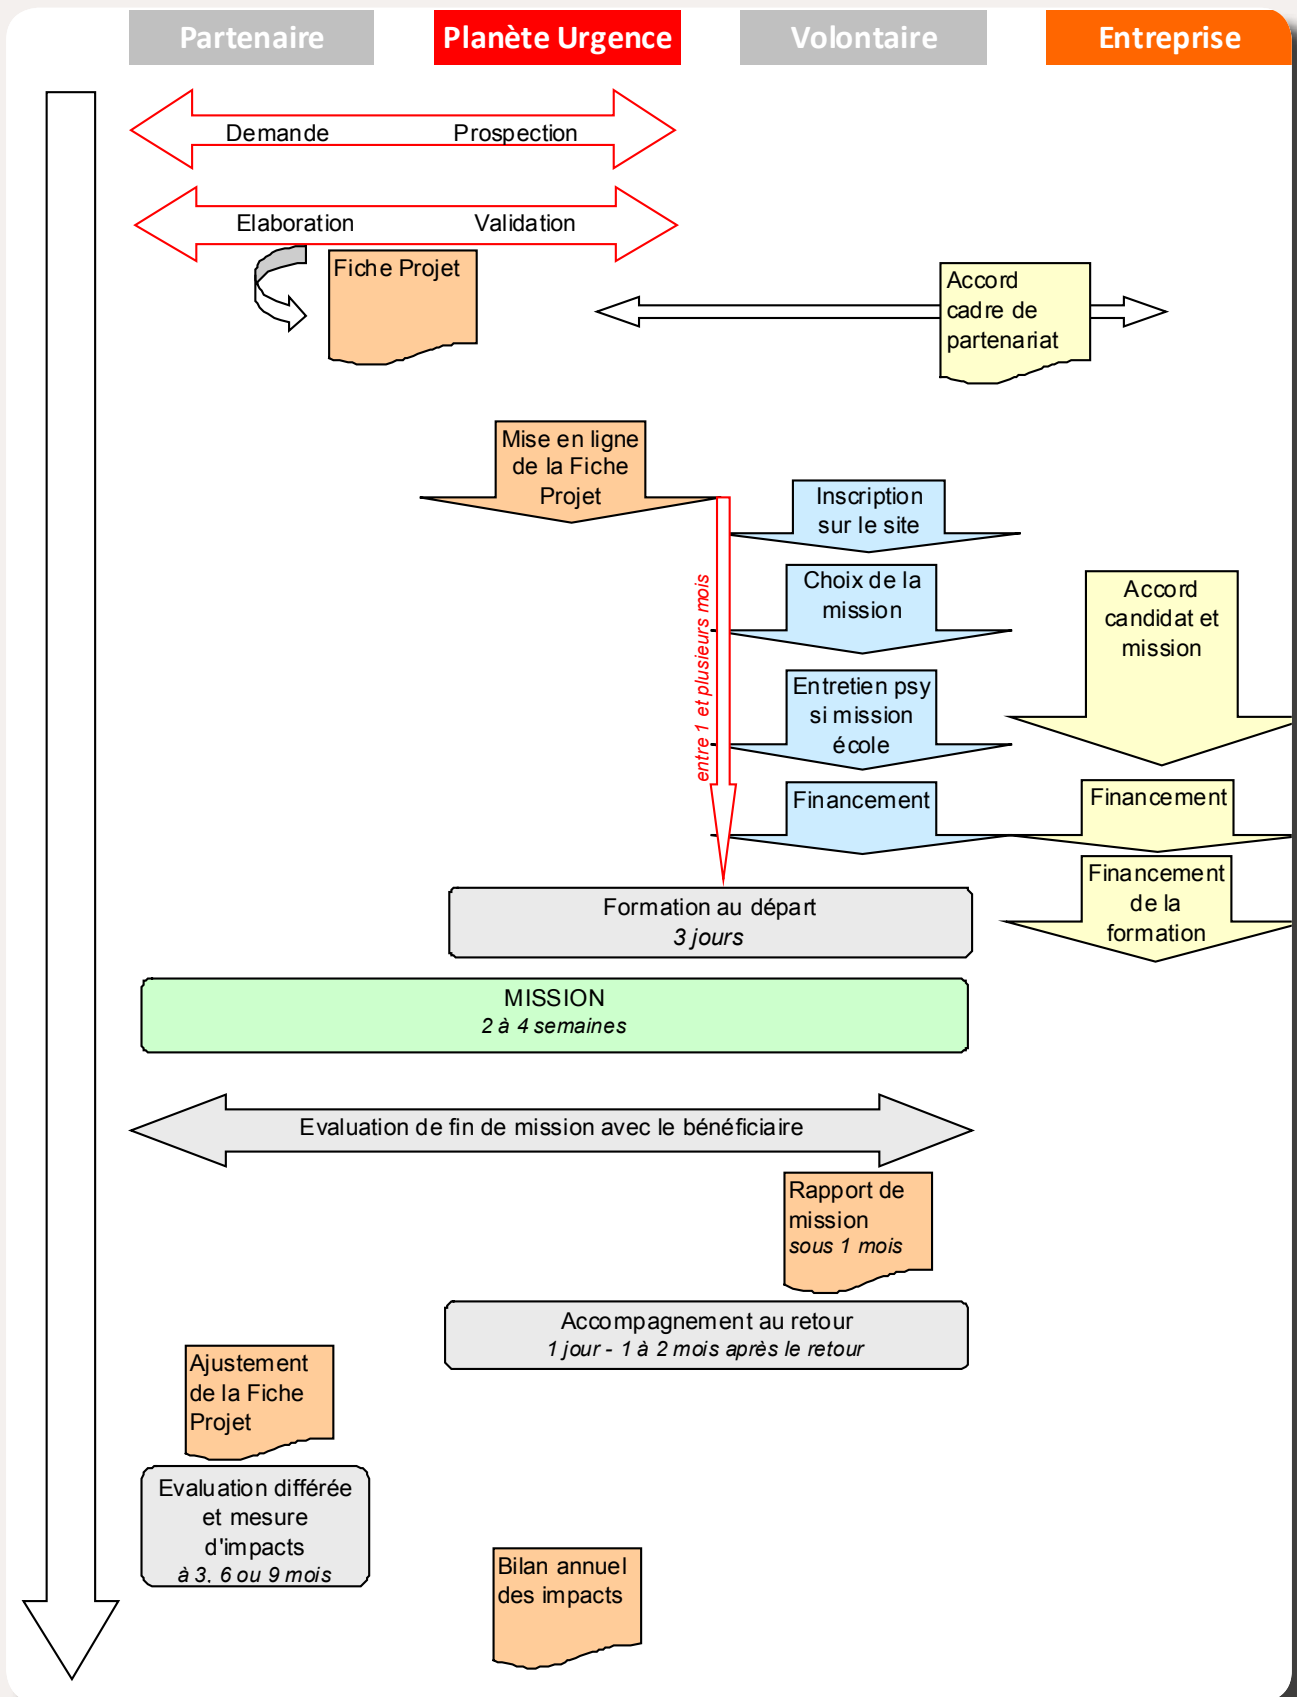 Partenaire
Planète Urgence
Volontaire
Entreprise
Demande
Prospection
Elaboration
Validation
Fiche Projet
Accord
cadre de
partenariat
Mise en ligne
de la Fiche
Projet
Inscription
sur le site
entre 1 et plusieurs mois
Choix de la
mission
Accord
candidat et
mission
Entretien psy
si mission
école
Financement
Financement
Financement
de la
formation
Formation au départ
3 jours
MISSION
2 à 4 semaines
Evaluation de fin de mission avec le bénéficiaire
Rapport de
mission
sous 1 mois
Accompagnement au retour
1 jour - 1 à 2 mois après le retour
Ajustement
de la Fiche
Projet
Evaluation différée
et mesure
d'impacts
à 3. 6 ou 9 mois
Bilan annuel
des impacts